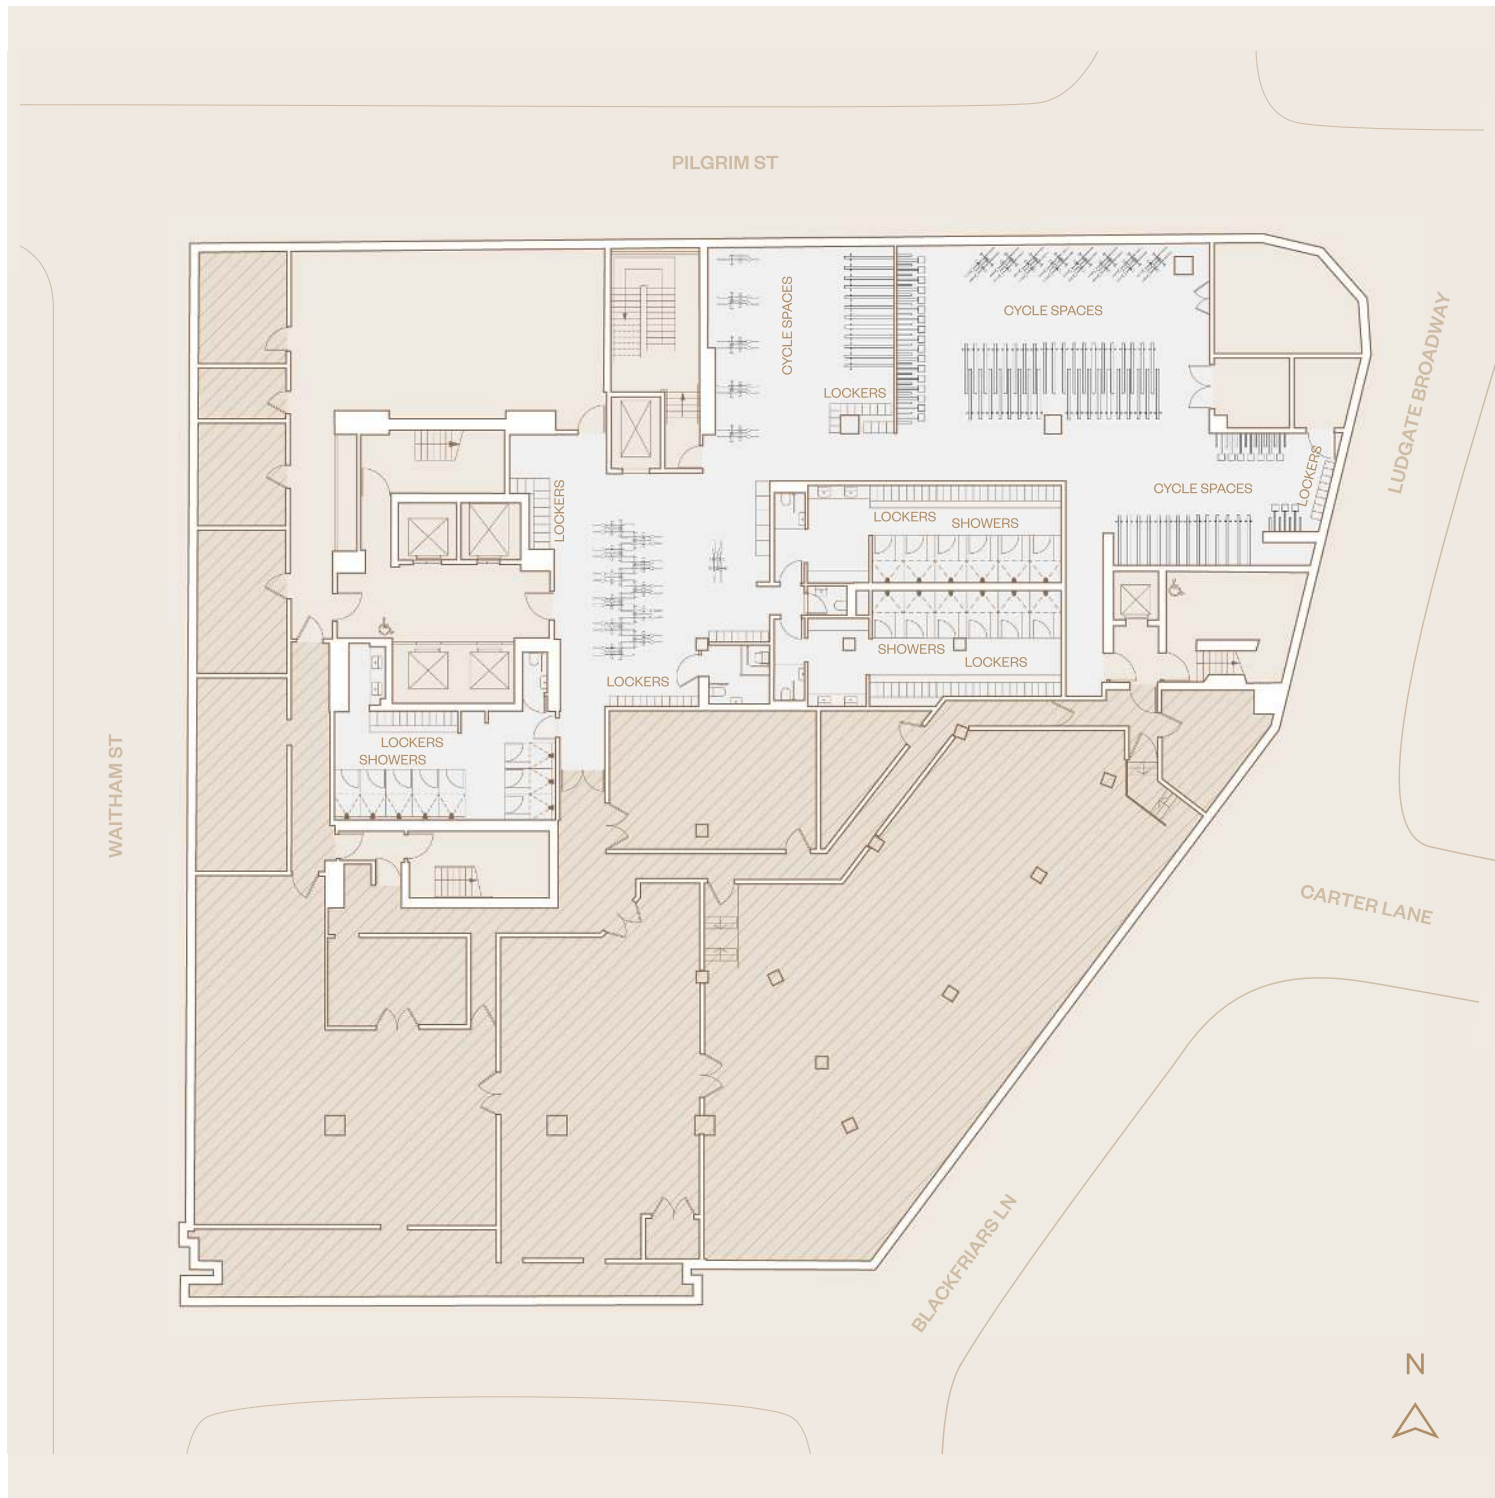 PILGRIM ST
CYCLE SPACES
CYCLE SPACES
LUDGATE BROADWAY
LOCKERS
LOCKERS
CYCLE SPACES
LOCKERS
LOCKERS
SHOWERS
SHOWERS
LOCKERS
LOCKERS
LOCKERS
SHOWERS
WAITHAM ST
CARTER LANE
BLACKFRIARS LN
N